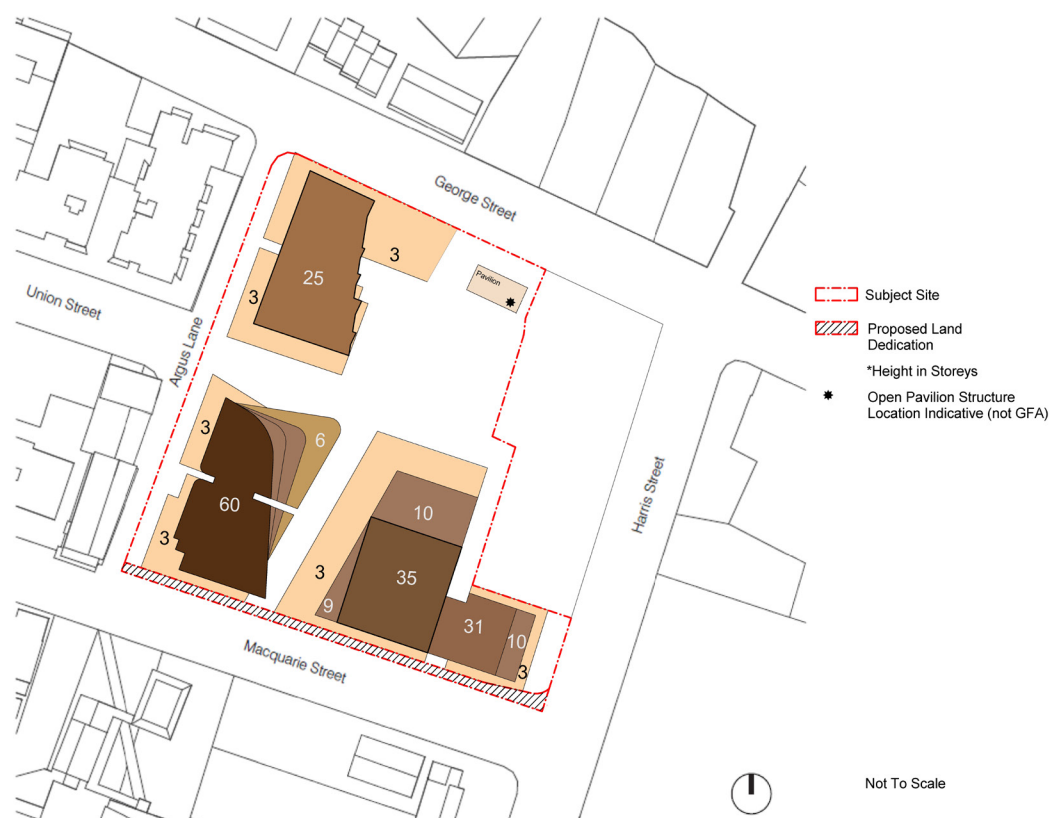 George Street
Pavilion
3
25
3
Union Street
Argus Lane
Subject Site
Proposed Land
Dedication
*Height in Storeys
Open Pavilion Structure
Location Indicative (not GFA)
3
6
60
10
Harris Street
3
3
35
9
31
10
3
Macquarie Street
Not To Scale